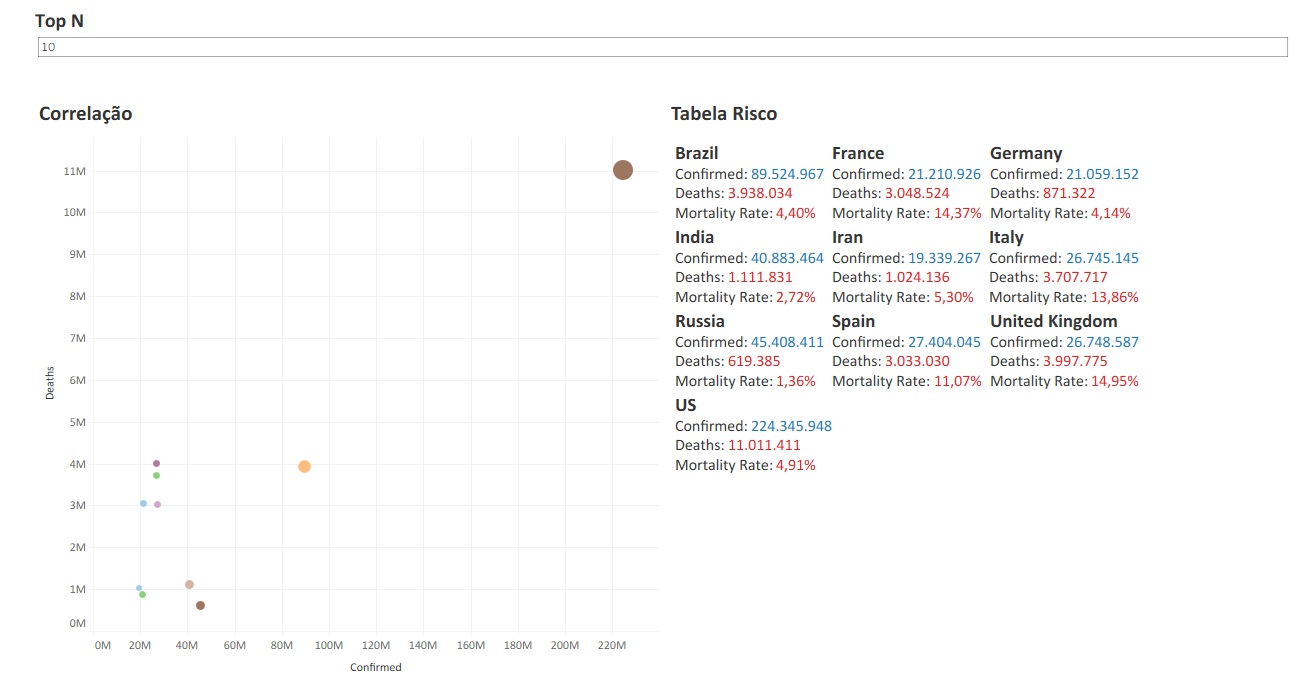 Top N
10
Correlação
11M
10M
9M
8M
7M
6M
5M
4M
3M
2M
1M
0M
Deaths
0M 20M 40M 60M 80M 100M 120M 140M 160M 180M 200M 220M
Confirmed
Tabela Risco
Brazil France Germany
Confirmed: 89.524.967 Confirmed: 21.210.926 Confirmed: 21.059.152
Deaths: 3.938.034 Deaths: 3.048.524 Deaths: 871.322
Mortality Rate: 4,40% Mortality Rate: 14,37% Mortality Rate: 4,14%
India Iran Italy
Confirmed: 40.883.464 Confirmed: 19.339.267 Confirmed: 26.745.145
Deaths: 1.111.831 Deaths: 1.024.136 Deaths: 3.707.717
Mortality Rate: 2,72% Mortality Rate: 5,30% Mortality Rate: 13,86%
Russia Spain United Kingdom
Confirmed: 45.408.411 Confirmed: 27.404.045 Confirmed: 26.748.587
Deaths: 619.385 Deaths: 3.033.030 Deaths: 3.997.775
Mortality Rate: 1,36% Mortality Rate: 11,07% Mortality Rate: 14,95%
US
Confirmed: 224.345.948
Deaths: 11.011.411
Mortality Rate: 4,91%